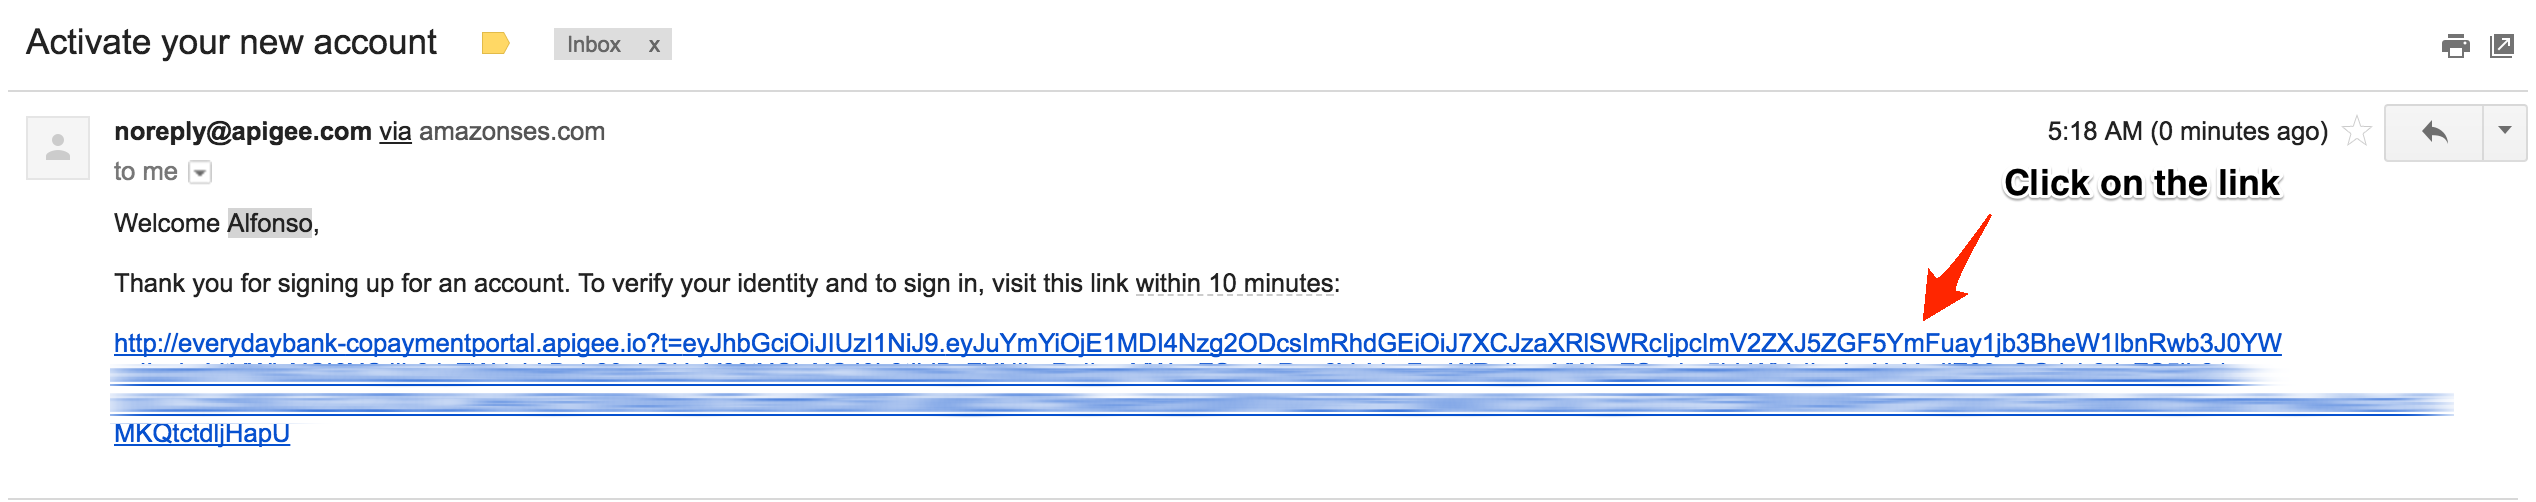 Activate your new account
Inbox x
noreply@apigee.com via amazonses.com
5:18 AM (0 minutes ago)
to me
Click on the link
Welcome Alfonso,
Thank you for signing up for an account. To verify your identity and to sign in, visit this link within 10 minutes:
http://everydaybank-copaymentportal.apigee.io?t=eyJhbGciOiJIUzI1NiJ9.eyJuYmYiOjE1MDI4Nzg2ODcsImRhdGEiOiJ7XCJzaXRlSWRcIjpcImV2ZXJ5ZGF5YmFuay1jb3BheW1lbnRwb3J0YW
MKQtctdljHapU